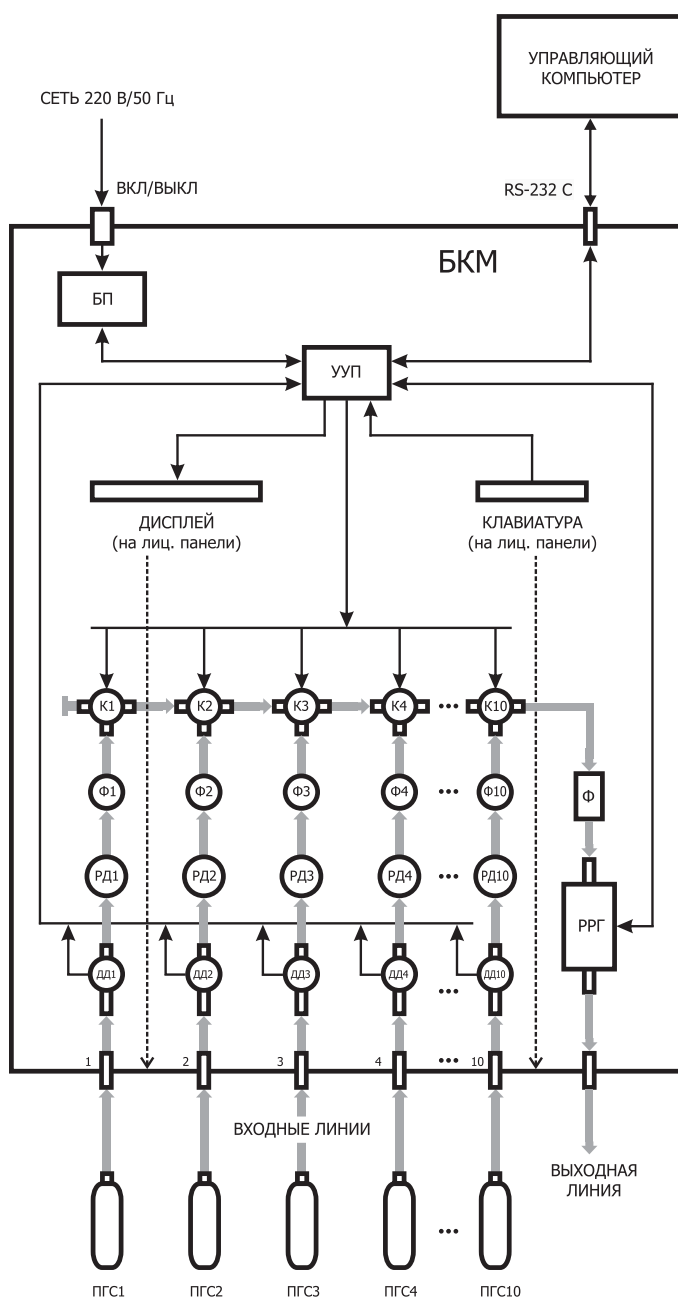 УПРАВЛЯЮЩИЙ
КОМПЬЮТЕР
СЕТЬ 220 В/50 Гц
ВКЛ/ВЫКЛ
RS-232 С
БКМ
БП
УУП
ДИСПЛЕЙ
(на лиц. панели)
КЛАВИАТУРА
(на лиц. панели)
К1 К2 К3 К4 ... К10
Ф1 Ф2 Ф3 Ф4 ... Ф10
Ф
РД1 РД2 РД3 РД4 ... РД10
РРГ
ДД1 ДД2 ДД3 ДД4 ... ДД10
1 2 3 4 ... 10
ВХОДНЫЕ ЛИНИИ
ВЫХОДНАЯ
ЛИНИЯ
...
ПГС1 ПГС2 ПГС3 ПГС4 ПГС10